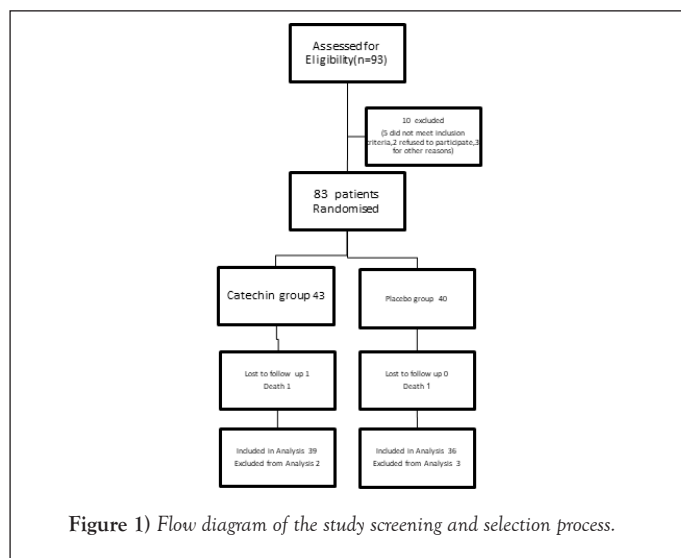 Assessed for
Eligibility(n=93)
10 excluded
(5 did not meet inclusion
criteria,2 refused to participate,3
for other reasons)
83 patients
Randomised
Catechin group 43
Placebo group 40
Lost to follow up 1
Death 1
Lost to follow up 0
Death 1
Included in Analysis 39
Excluded from Analysis 2
Included in Analysis 36
Excluded from Analysis 3
Figure 1) Flow diagram of the study screening and selection process.